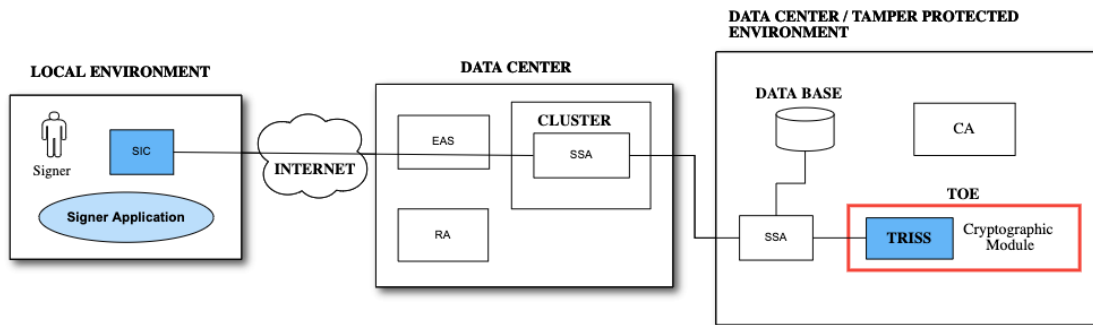 DATA CENTER / TAMPER PROTECTED
ENVIRONMENT
LOCAL ENVIRONMENT
DATA CENTER
Signer
SIC
Signer Application
INTERNET
EAS
RA
CLUSTER
SSA
DATA BASE
CA
SSA
TOE
TRISS
Cryptographic
Module